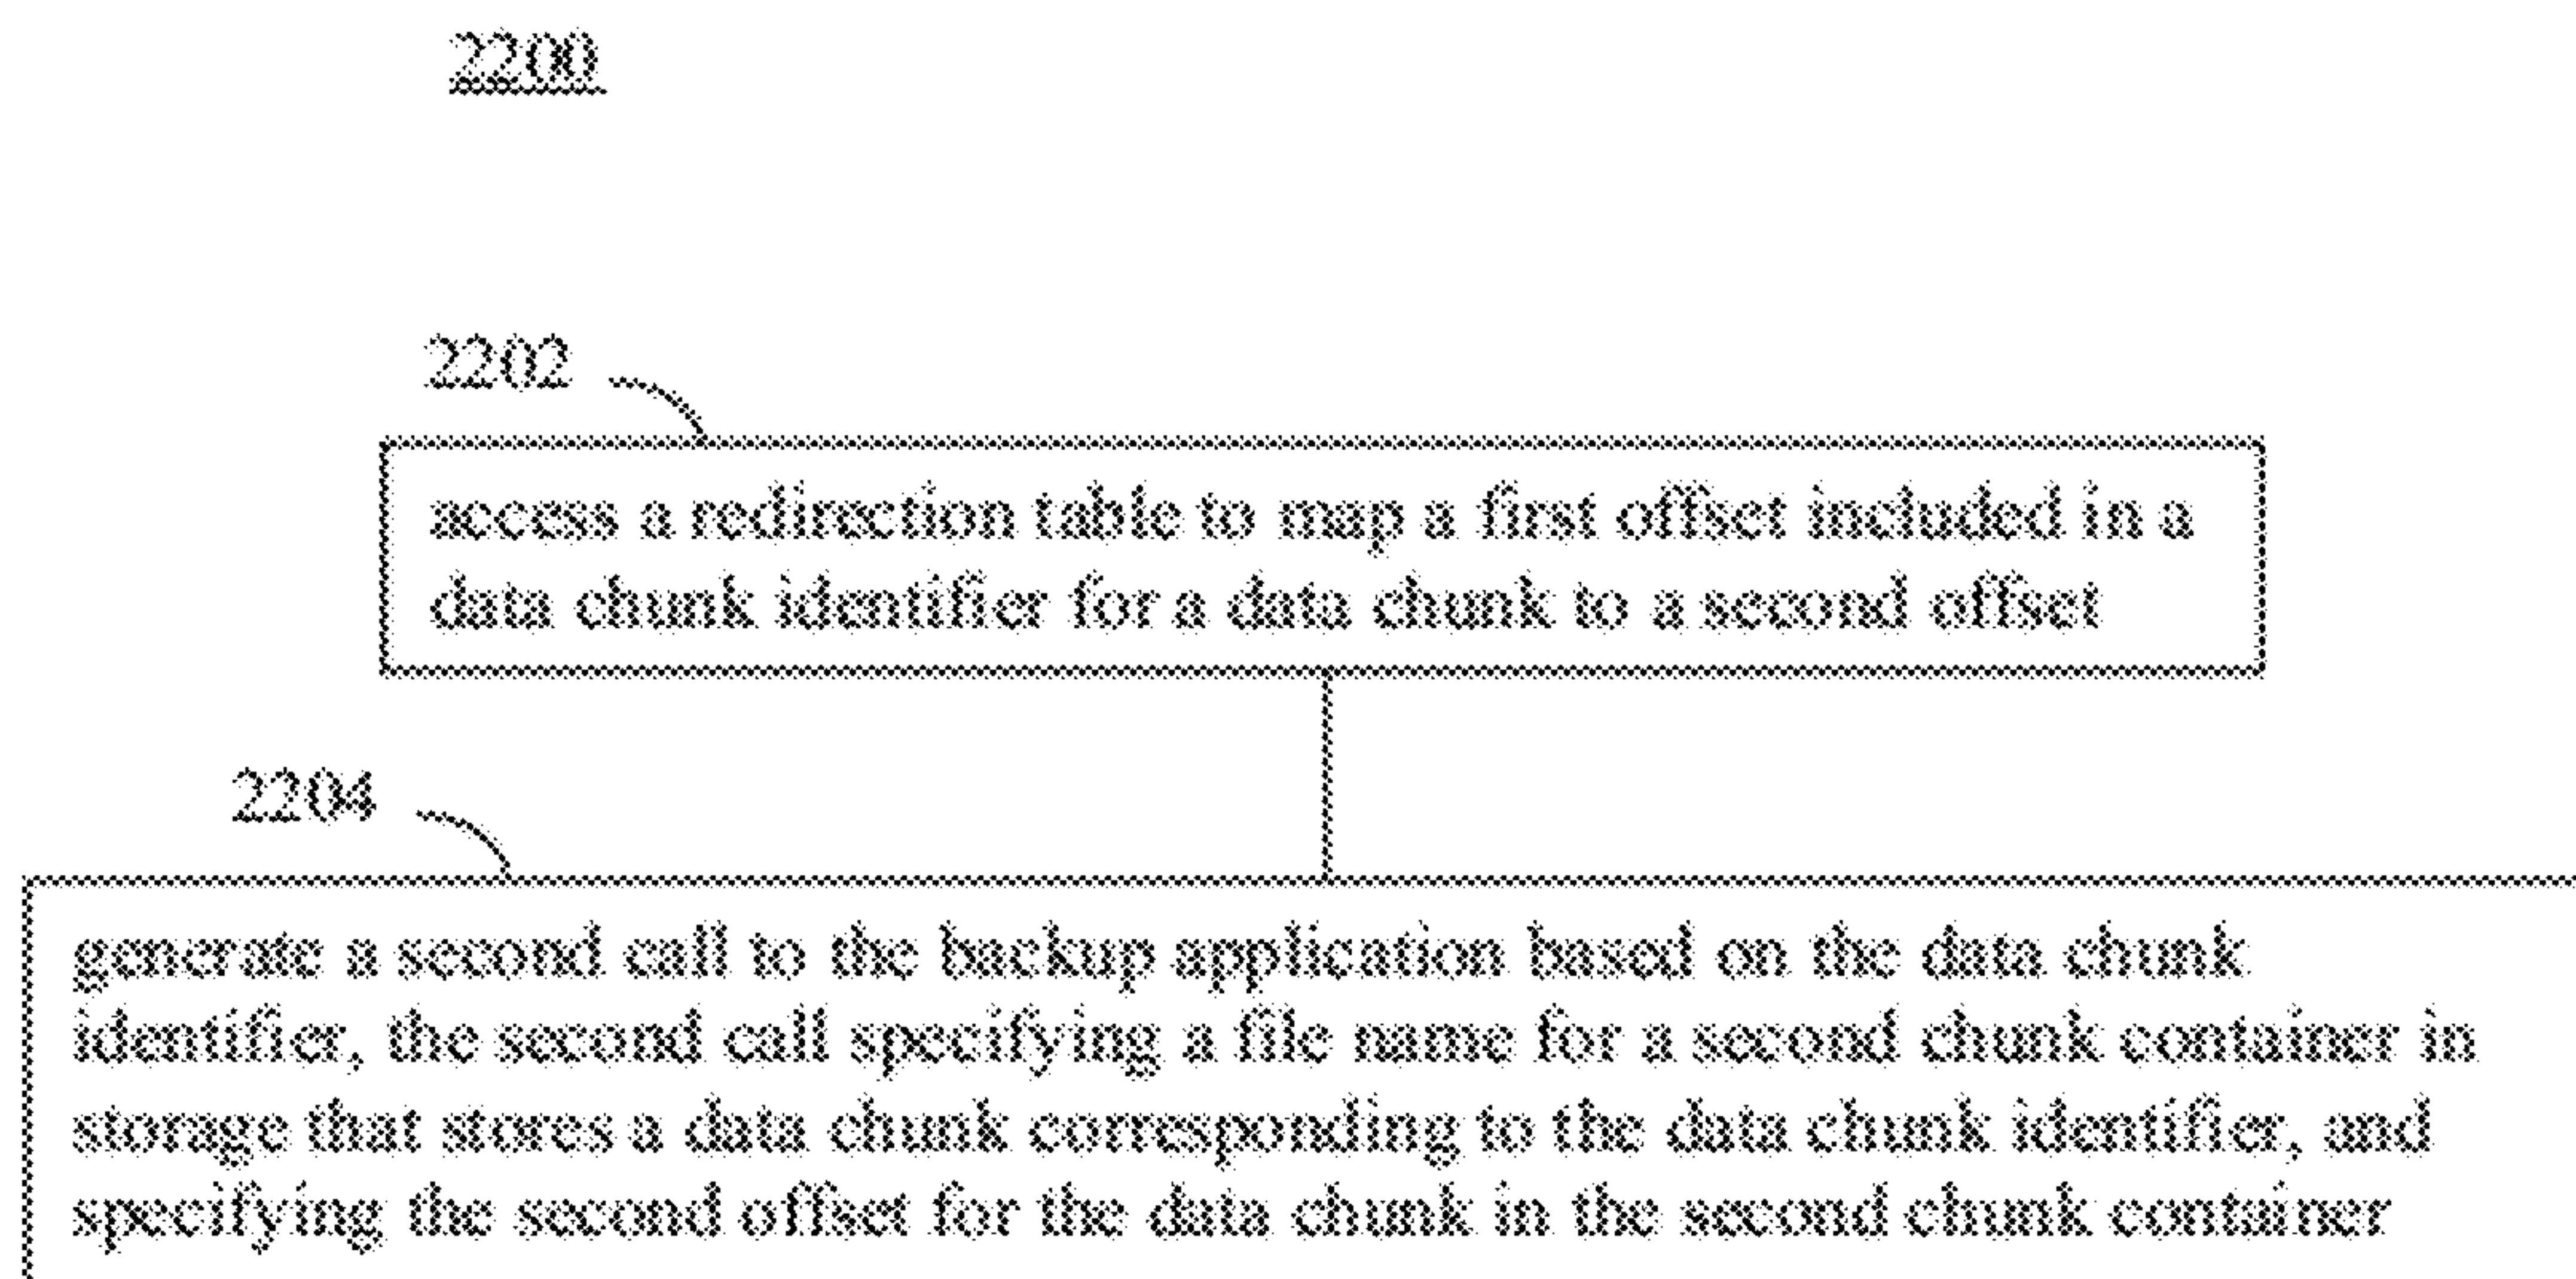 2200
2202
access a redirection table to map a first offset included in a
data chunk identifier for a data chunk to a second offset
2204
generate a second call to the backup application based on the data chunk
identifier, the second call specifying a file name for a second chunk container in
storage that stores a data chunk corresponding to the data chunk identifier, and
specifying the second offset for the data chunk in the second chunk container